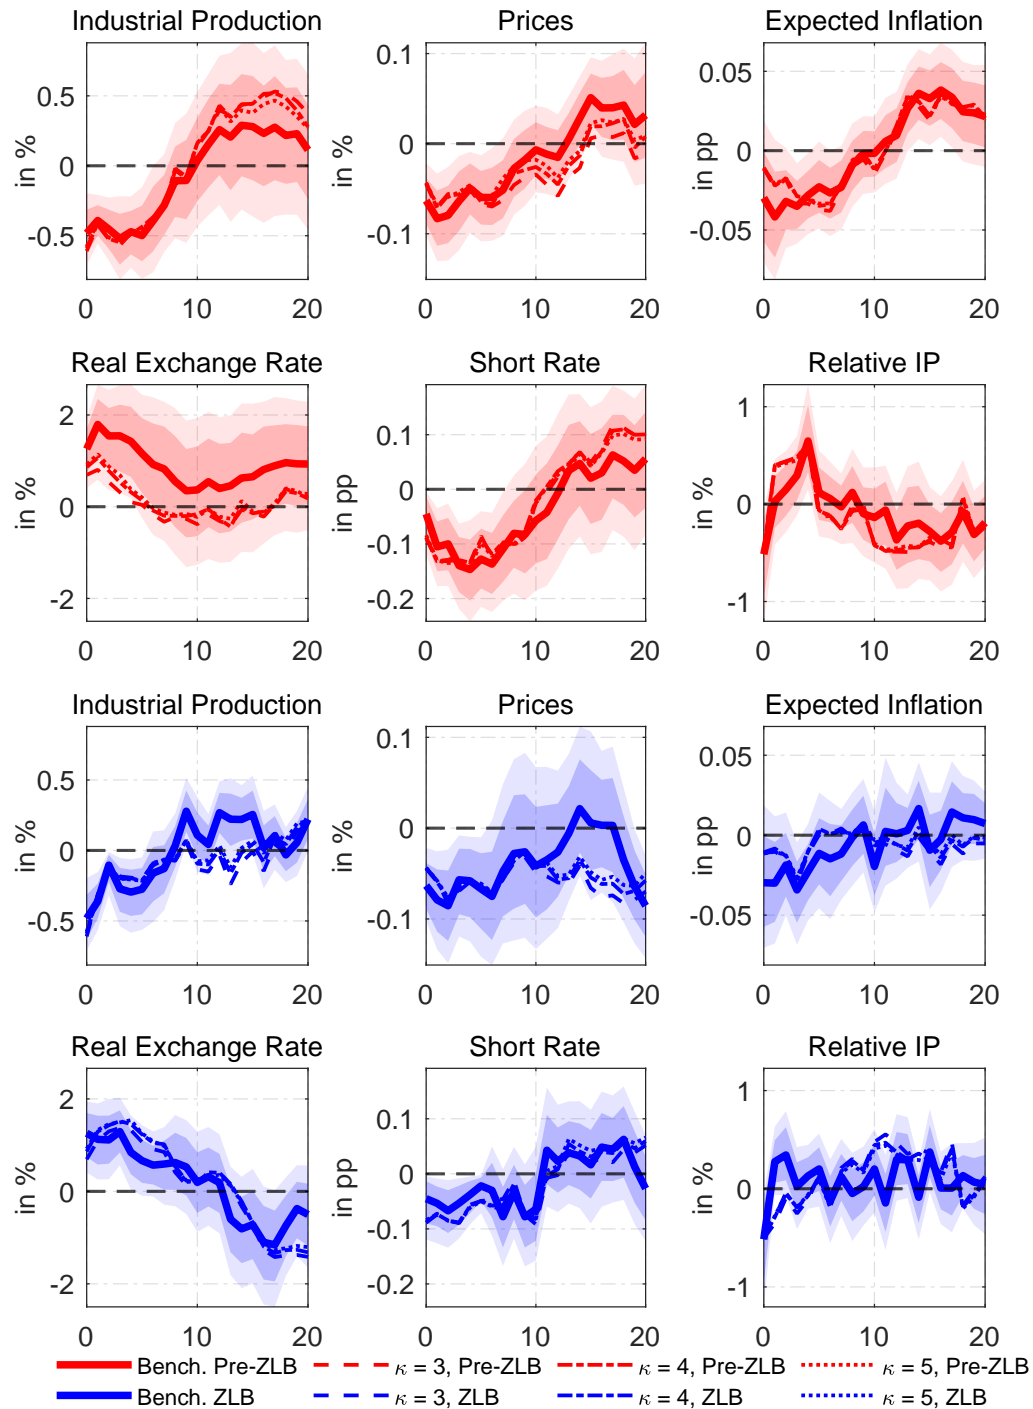 Industrial Production Prices Expected Inflation
in % 0.5 0 -0.5 0 10 20
in % 0.1 0 -0.1 0 10 20
in pp 0.05 0 -0.05 0 10 20
Real Exchange Rate Short Rate Relative IP
in % 2 0 -2 0 10 20
in pp 0.1 0 -0.1 -0.2 0 10 20
in % 1 0 -1 0 10 20
Industrial Production Prices Expected Inflation
in % 0.5 0 -0.5 0 10 20
in % 0.1 0 -0.1 0 10 20
in pp 0.05 0 -0.05 0 10 20
Real Exchange Rate Short Rate Relative IP
in % 2 0 -2 0 10 20
in pp 0.1 0 -0.1 -0.2 0 10 20
in % 1 0 -1 0 10 20
Bench. Pre-ZLB κ = 3, Pre-ZLB κ = 4, Pre-ZLB κ = 5, Pre-ZLB
Bench. ZLB κ = 3, ZLB κ = 4, ZLB κ = 5, ZLB